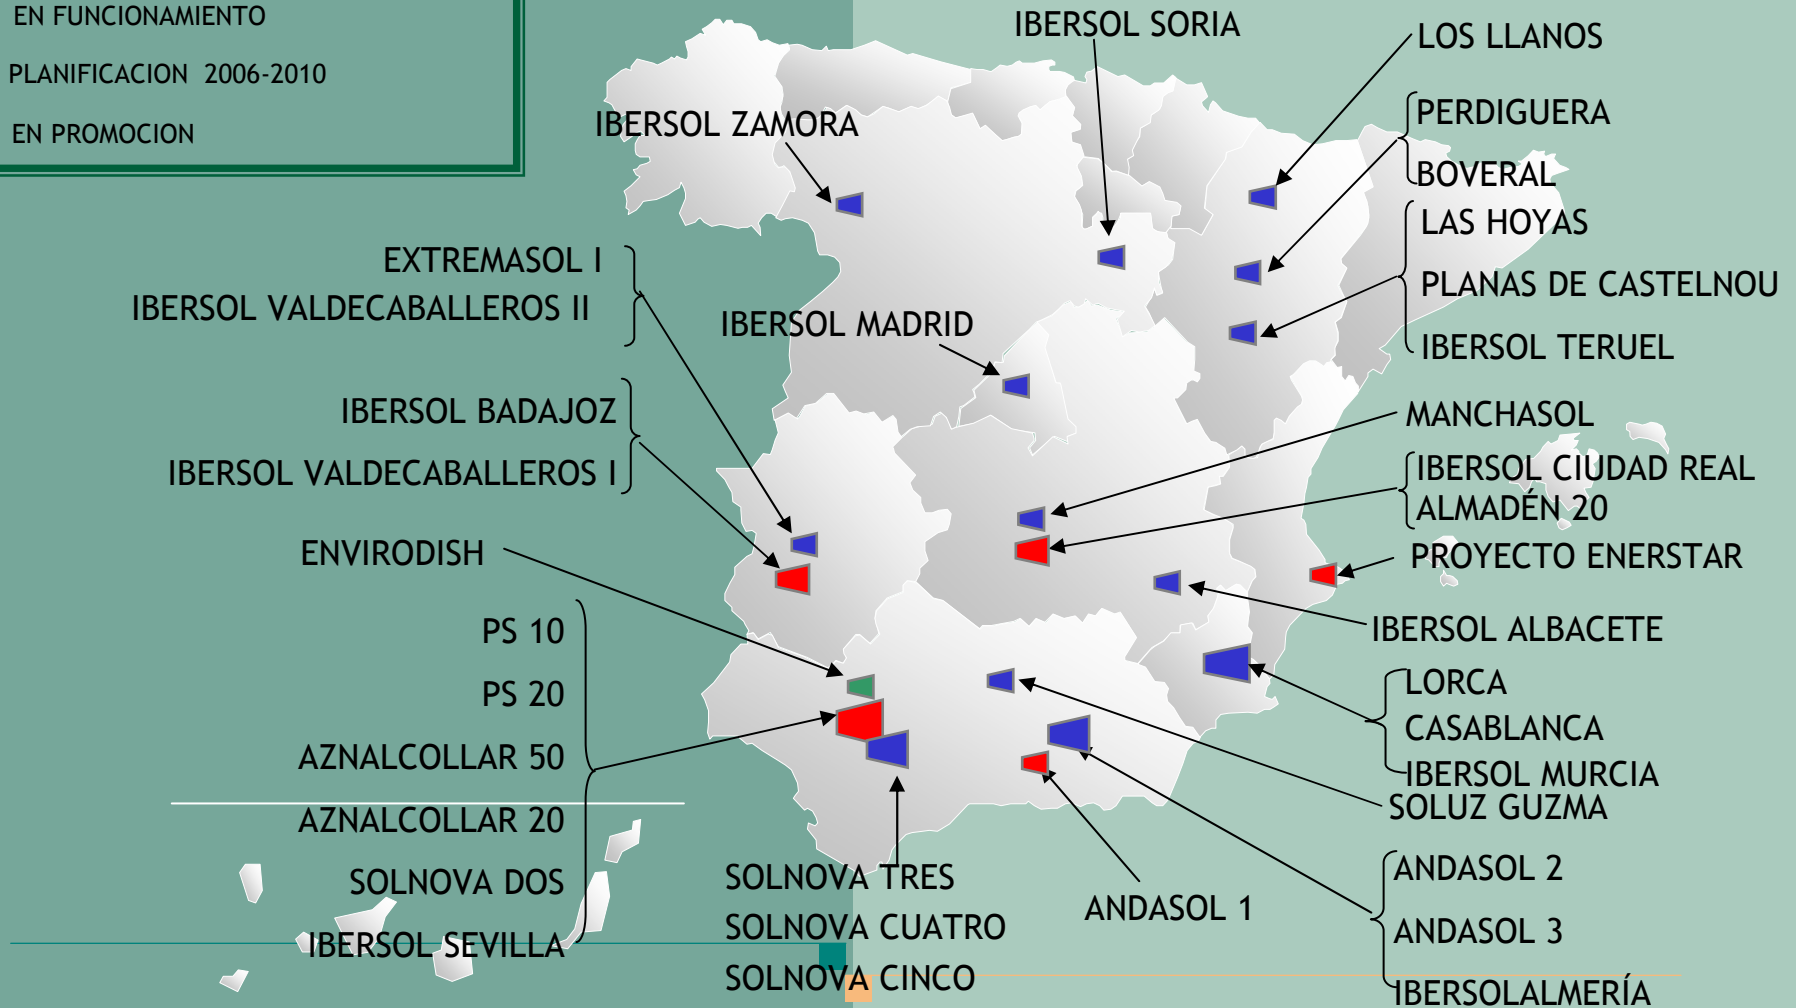 EN FUNCIONAMIENTO
PLANIFICACION 2006-2010
EN PROMOCION
IBERSOL SORIA
LOS LLANOS
PERDIGUERA
BOVERAL
IBERSOL ZAMORA
LAS HOYAS
PLANAS DE CASTELNOU
IBERSOL TERUEL
EXTREMASOL I
IBERSOL VALDECABALLEROS II
IBERSOL MADRID
IBERSOL BADAJOZ
IBERSOL VALDECABALLEROS I
MANCHASOL
IBERSOL CIUDAD REAL
ALMADÉN 20
PROYECTO ENERSTAR
ENVIRODISH
IBERSOL ALBACETE
PS 10
PS 20
AZNALCOLLAR 50
AZNALCOLLAR 20
SOLNOVA DOS
IBERSOL SEVILLA
LORCA
CASABLANCA
IBERSOL MURCIA
SOLUZ GUZMA
SOLNOVA TRES
SOLNOVA CUATRO
SOLNOVA CINCO
ANDASOL 1
ANDASOL 2
ANDASOL 3
IBERSOLALMERÍA